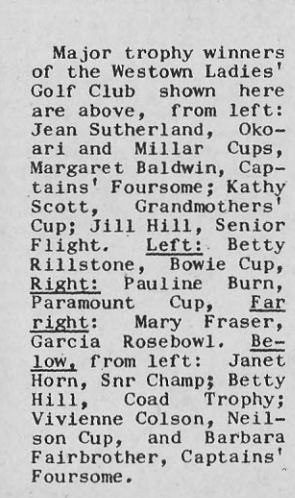 Major trophy winners
of the Westown Ladies'
Golf Club shown here
are above, from left:
Jean Sutherland, Oko-
ari and Millar Cups,
Margaret Baldwin, Cap-
tains' Foursome; Kathy
Scott, Grandmothers'
Cup; Jill Hill, Senior
Flight. Left: Betty
Rillstone, Bowie Cup,
Right: Pauline Burn,
Paramount Cup, Far
right: Mary Fraser,
Garcia Rosebowl. Be-
low, from left: Janet
Horn, Snr Champ; Betty
Hill, Coad Trophy;
Vivienne Colson, Neil-
son Cup, and Barbara
Fairbrother, Captains'
Foursome.